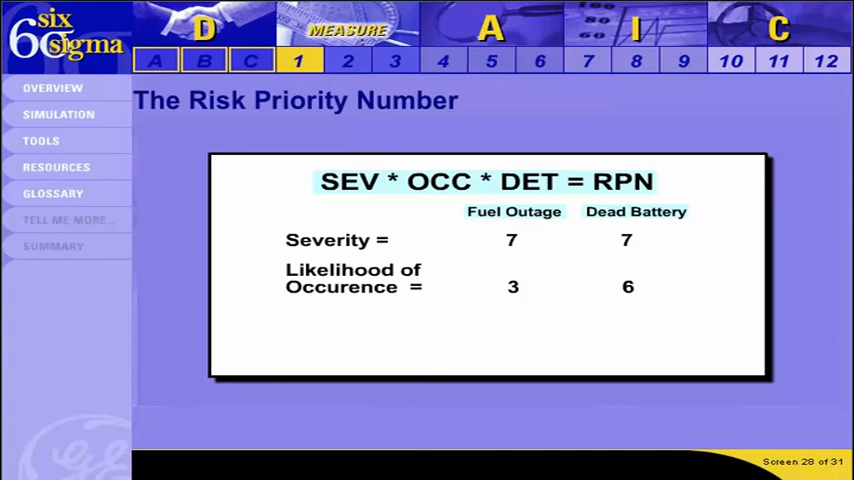 six
6σ sigma
D
MEASURE
A
I
C
A B C 1 2 3 4 5 6 7 8 9 10 11 12
OVERVIEW
SIMULATION
TOOLS
RESOURCES
GLOSSARY
TELL ME MORE...
SUMMARY
The Risk Priority Number
SEV * OCC * DET = RPN
Fuel Outage Dead Battery
Severity = 7 7
Likelihood of
Occurence = 3 6
Screen 28 of 31